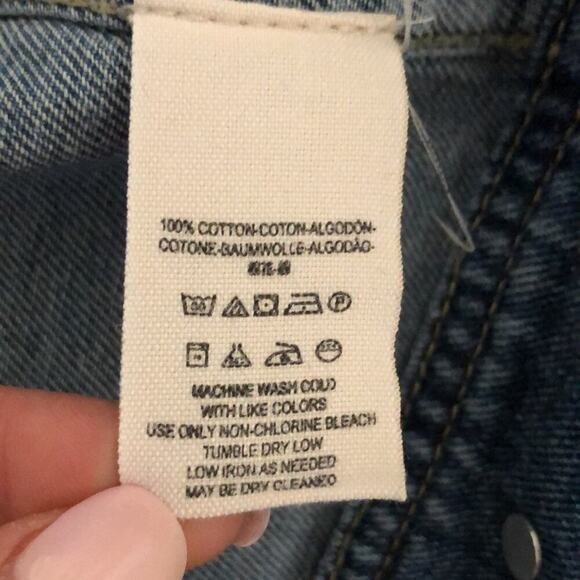 100% COTTON-COTON-ALGODÓN-
COTONE-BAUMWOLLE-ALGODÃO-
MACHINE WASH COLD
WITH LIKE COLORS
USE ONLY NON-CHLORINE BLEACH
TUMBLE DRY LOW
LOW IRON AS NEEDED
MAY BE DRY CLEANED